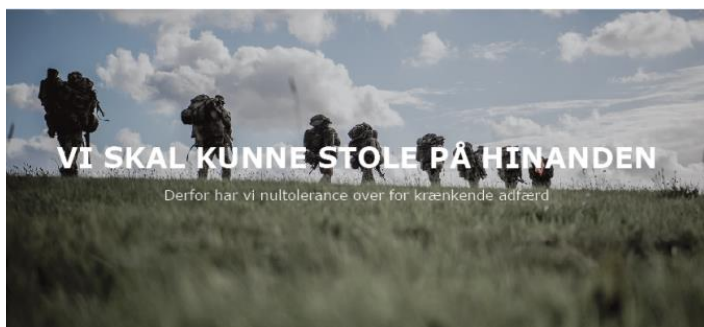 VI SKAL KUNNE STOLE PÅ HINANDEN
Derfor har vi nultolerance over for krænkende adfærd